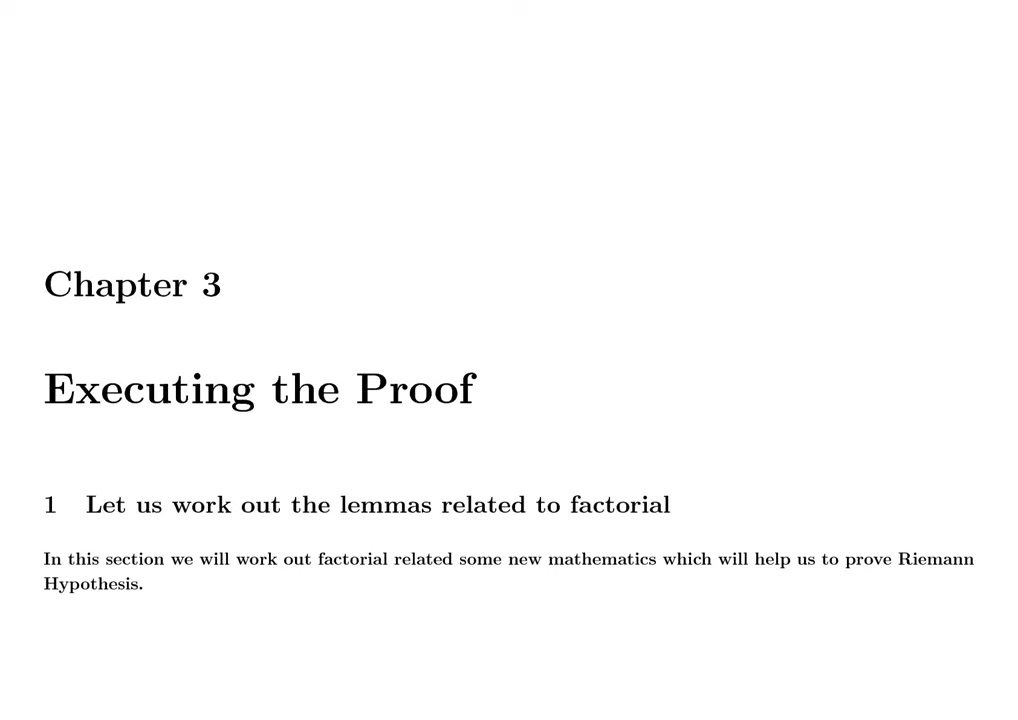 Chapter 3
Executing the Proof
1 Let us work out the lemmas related to factorial
In this section we will work out factorial related some new mathematics which will help us to prove Riemann
Hypothesis.